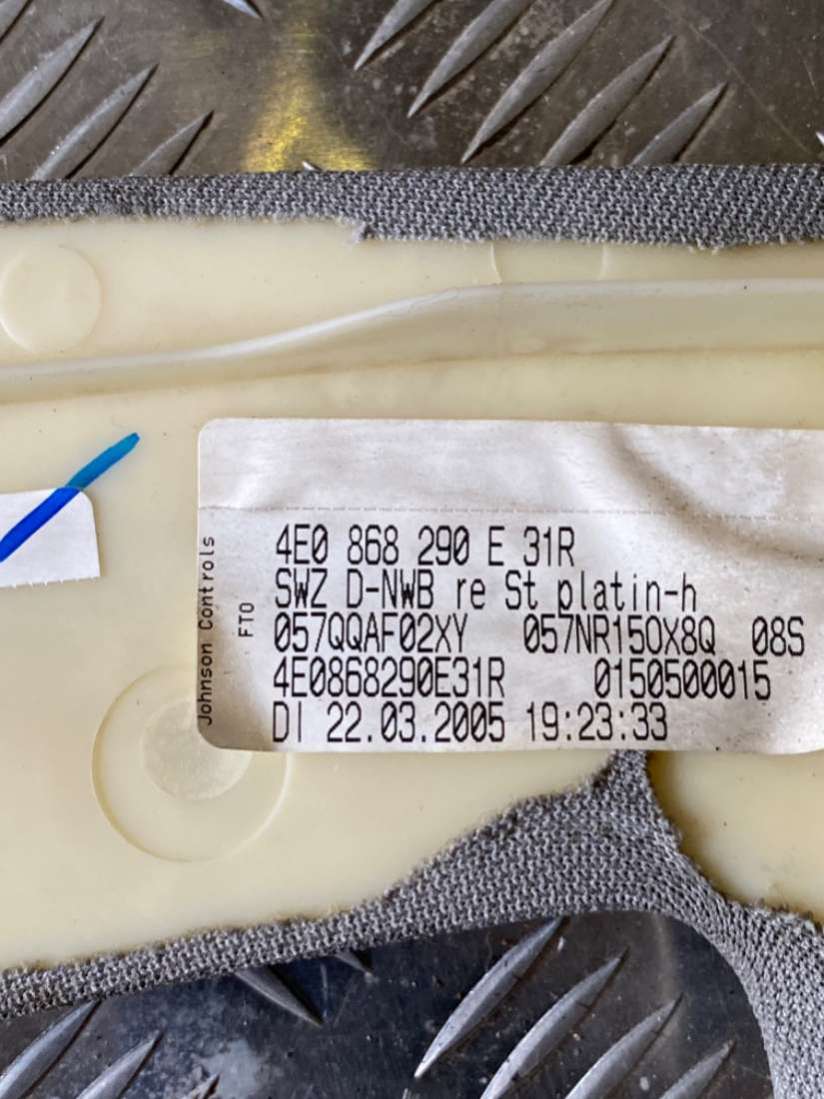 4E0 868 290 E 31R
SWZ D-NWB re St platin-h
057QQAF02XY 057NR150X8Q 08S
4E0868290E31R 0150500015
DI 22.03.2005 19:23:33
Johnson Controls
FTO